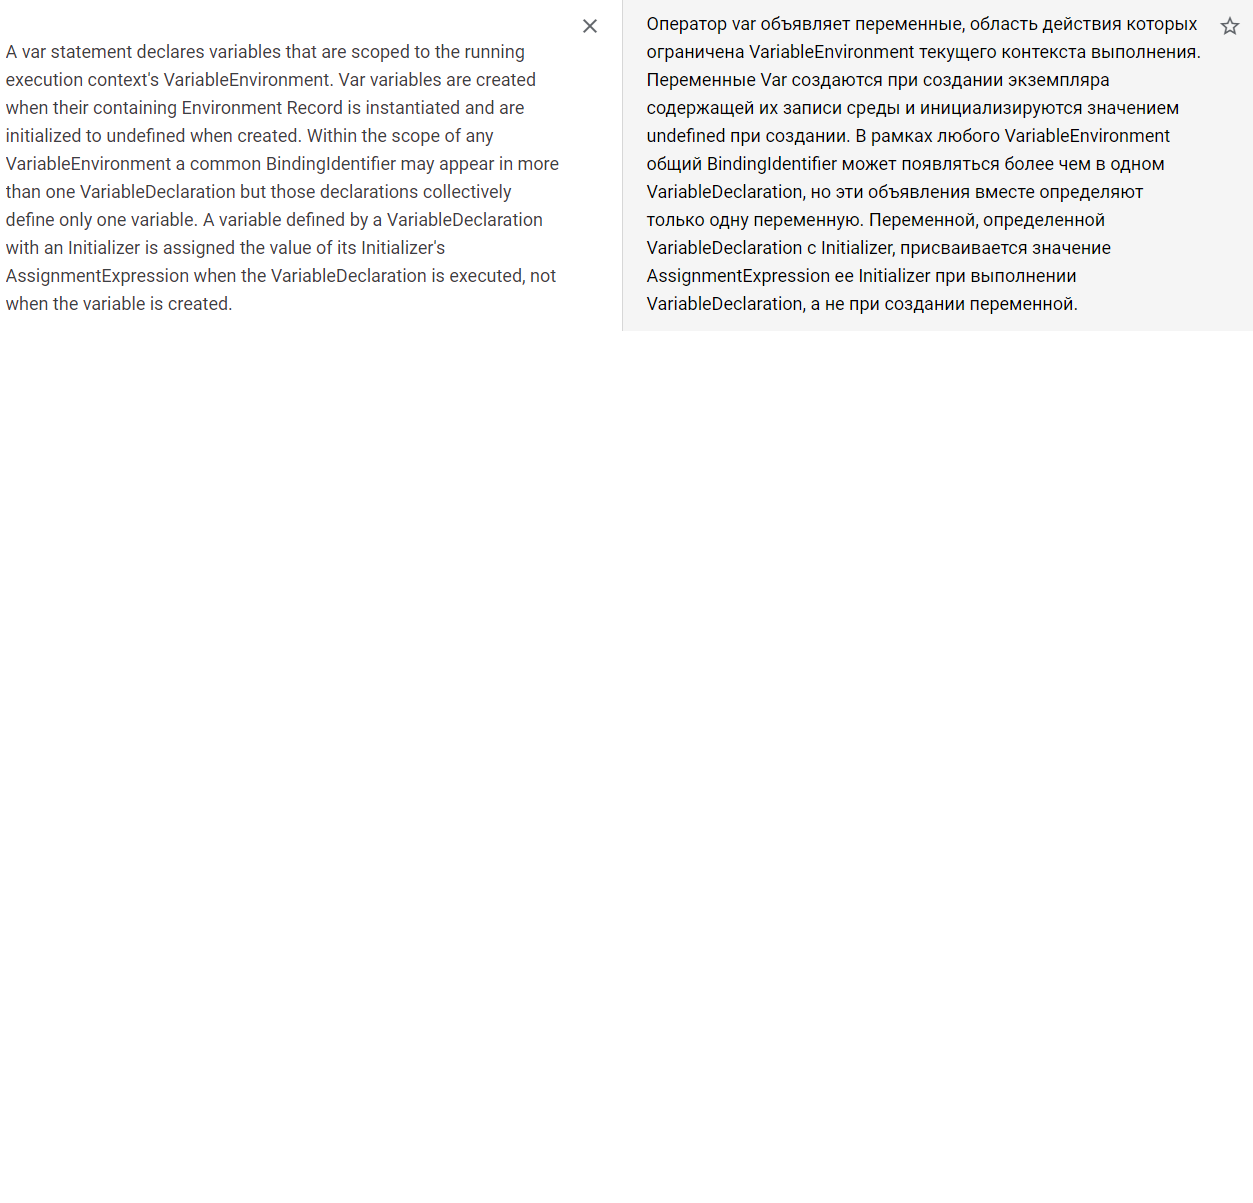 A var statement declares variables that are scoped to the running
execution context's VariableEnvironment. Var variables are created
when their containing Environment Record is instantiated and are
initialized to undefined when created. Within the scope of any
VariableEnvironment a common BindingIdentifier may appear in more
than one VariableDeclaration but those declarations collectively
define only one variable. A variable defined by a VariableDeclaration
with an Initializer is assigned the value of its Initializer's
AssignmentExpression when the VariableDeclaration is executed, not
when the variable is created.
Оператор var объявляет переменные, область действия которых
ограничена VariableEnvironment текущего контекста выполнения.
Переменные Var создаются при создании экземпляра
содержащей их записи среды и инициализируются значением
undefined при создании. В рамках любого VariableEnvironment
общий BindingIdentifier может появляться более чем в одном
VariableDeclaration, но эти объявления вместе определяют
только одну переменную. Переменной, определенной
VariableDeclaration с Initializer, присваивается значение
AssignmentExpression ее Initializer при выполнении
VariableDeclaration, а не при создании переменной.